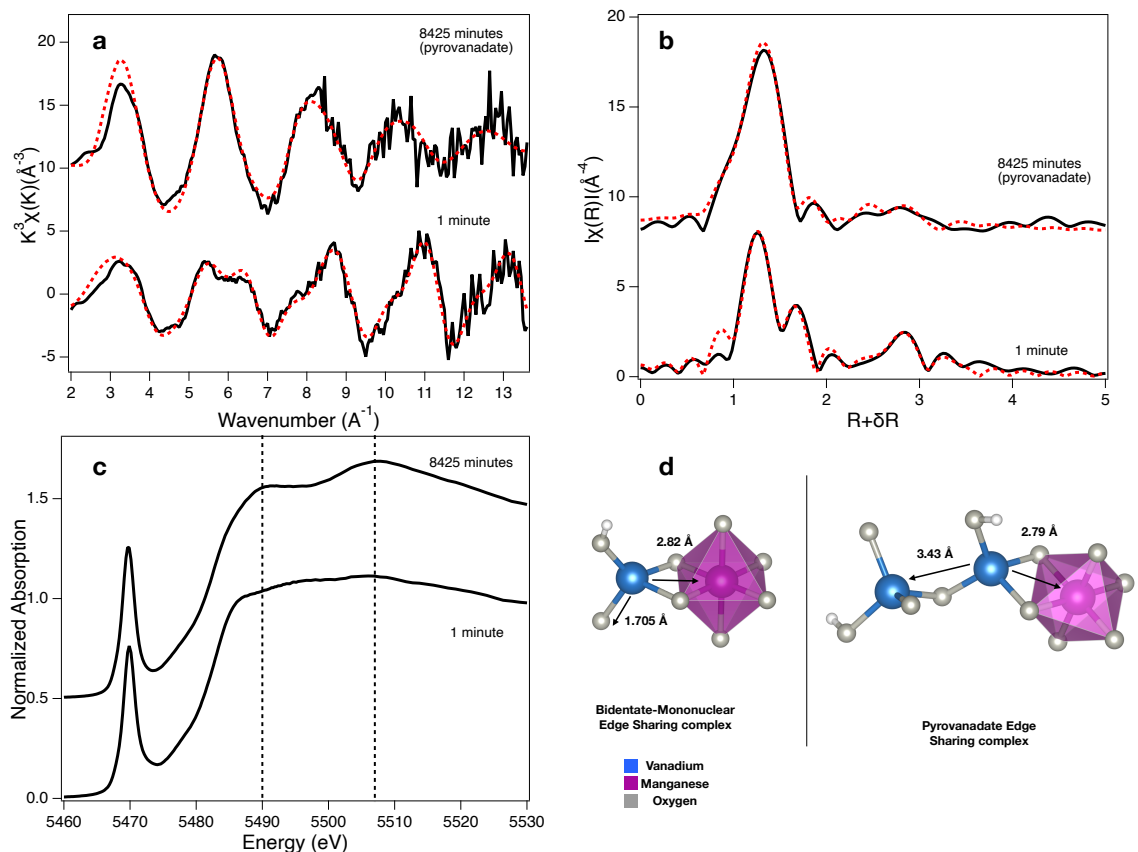 a
8425 minutes
(pyrovanadate)
1 minute
20
15
10
5
0
-5
K³χ(K)(Å⁻³)
2 3 4 5 6 7 8 9 10 11 12 13
Wavenumber (A⁻¹)
b
8425 minutes
(pyrovanadate)
1 minute
20
15
10
5
0
Iχ(R)I(Å⁻⁴)
0 1 2 3 4 5
R+δR
c
8425 minutes
1 minute
1.5
1.0
0.5
0.0
Normalized Absorption
5460 5470 5480 5490 5500 5510 5520 5530
Energy (eV)
d
2.82 Å
1.705 Å
Bidentate-Mononuclear
Edge Sharing complex
2.79 Å
3.43 Å
Pyrovanadate Edge
Sharing complex
Vanadium
Manganese
Oxygen